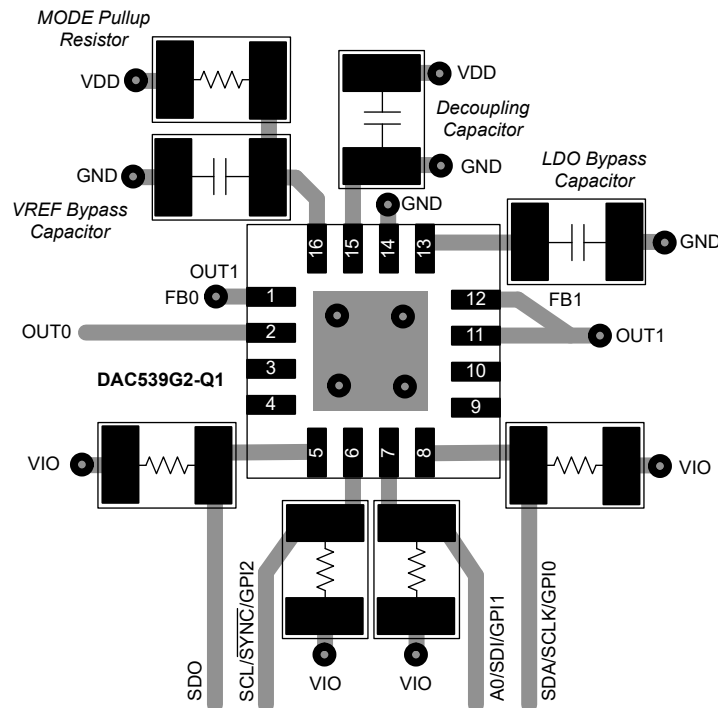 MODE Pullup
Resistor
VDD
VDD
Decoupling
Capacitor
GND
GND
LDO Bypass
Capacitor
VREF Bypass
Capacitor
GND
16
15
14
13
GND
OUT1
FB0
1
12
FB1
OUT0
2
11
OUT1
3
10
DAC539G2-Q1
4
9
5
6
7
8
VIO
VIO
SDO
SCL/SYNC/GPI2
VIO
VIO
A0/SDI/GPI1
SDA/SCLK/GPI0